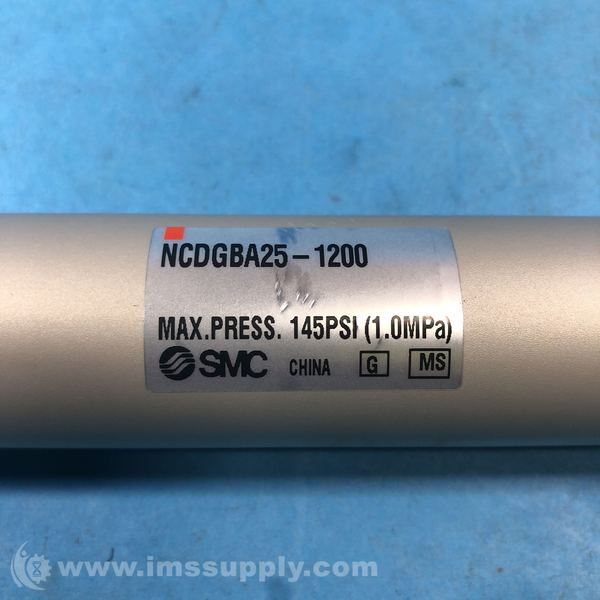 NCDGBA25-1200
MAX.PRESS. 145PSI (1.0MPa)
SMC CHINA G MS
www.imssupply.com